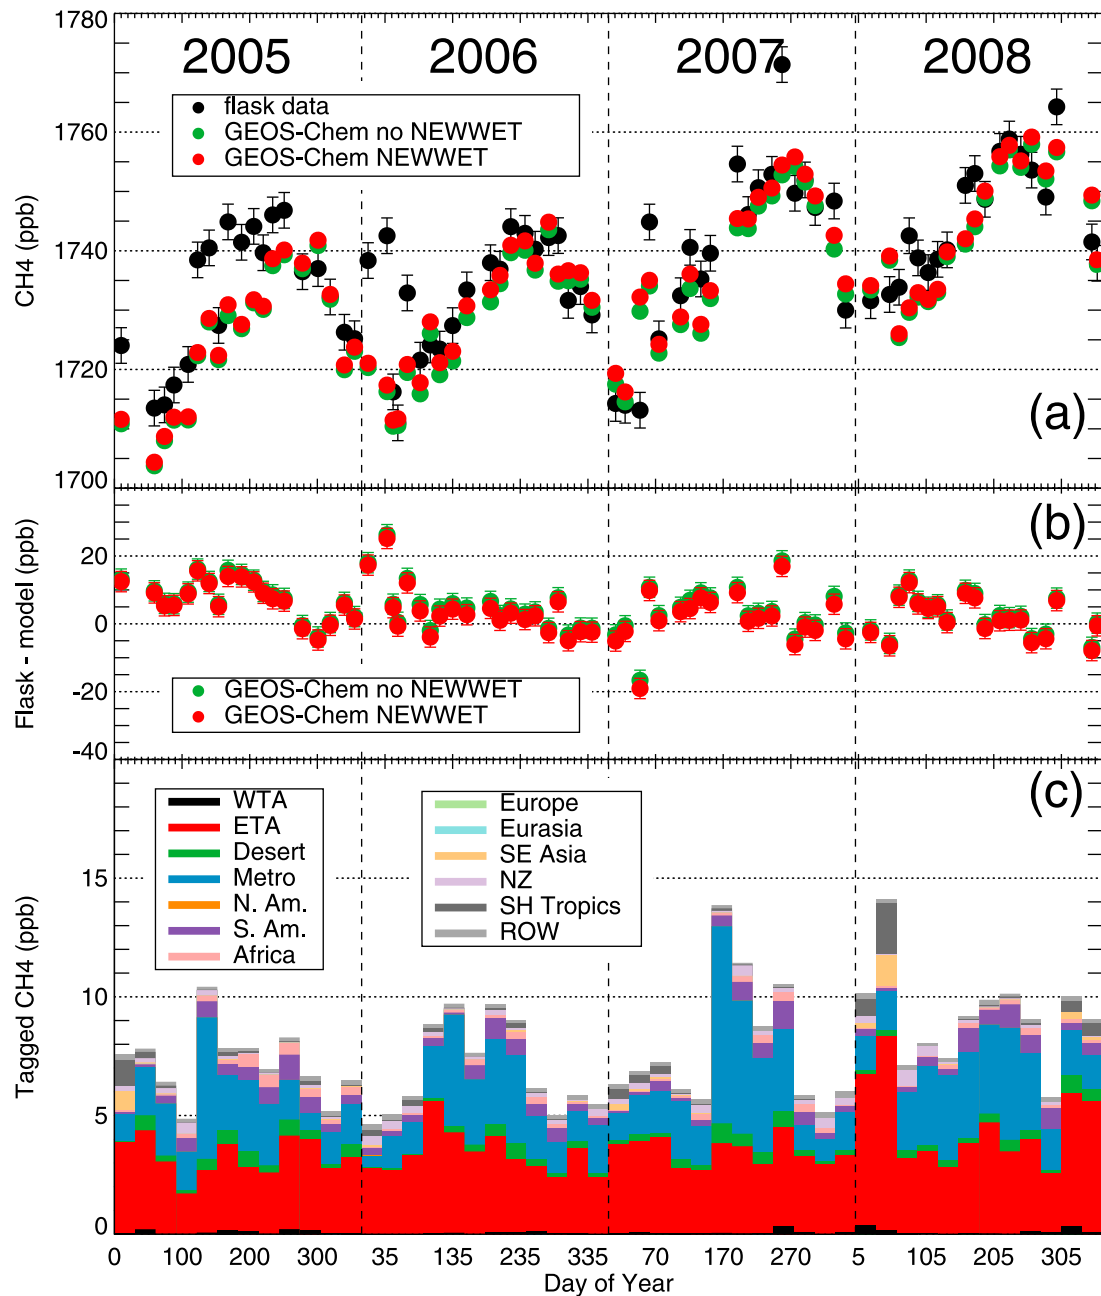 1780
2005 2006 2007 2008
flask data
GEOS-Chem no NEWWET
GEOS-Chem NEWWET
1760
1740
1720
1700
CH4 (ppb)
(a)
(b)
20
0
-20
-40
Flask - model (ppb)
GEOS-Chem no NEWWET
GEOS-Chem NEWWET
(c)
WTA
ETA
Desert
Metro
N. Am.
S. Am.
Africa
Europe
Eurasia
SE Asia
NZ
SH Tropics
ROW
15
10
5
0
Tagged CH4 (ppb)
0 100 200 300 35 135 235 335 70 170 270 5 105 205 305
Day of Year